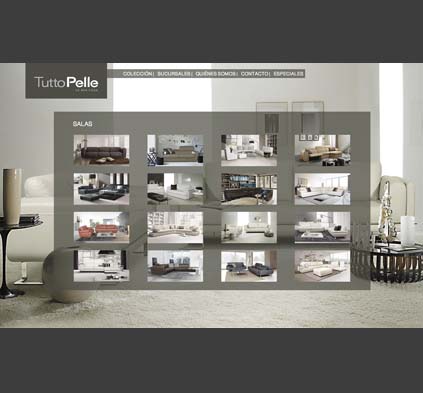 TuttoPelle
COLECCIÓN | SUCURSALES | QUIÉNES SOMOS | CONTACTO | ESPECIALES
SALAS